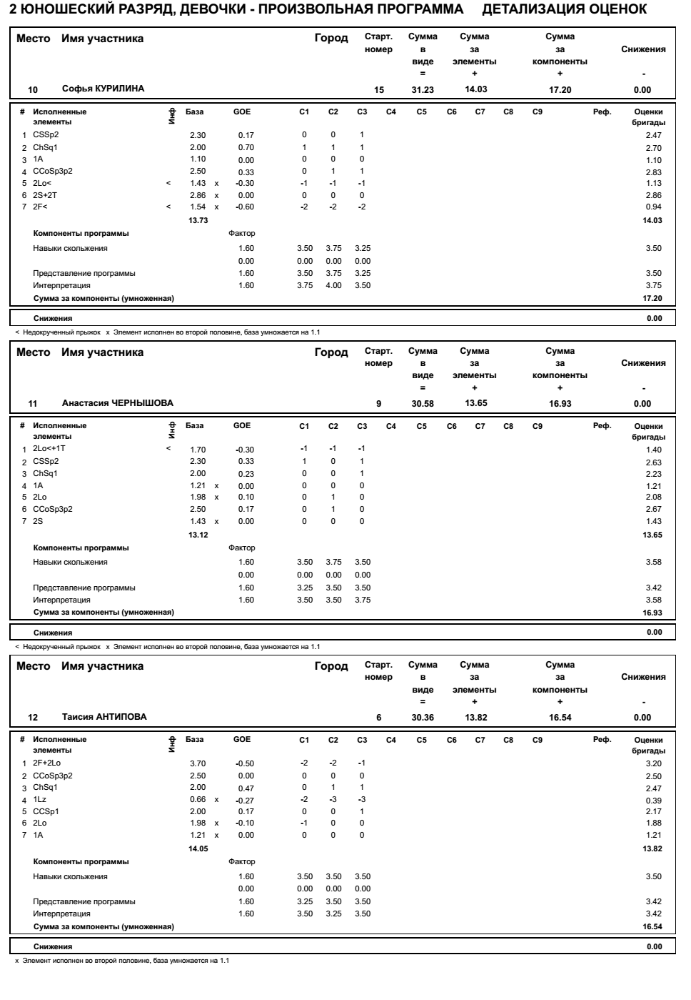 2 ЮНОШЕСКИЙ РАЗРЯД, ДЕВОЧКИ - ПРОИЗВОЛЬНАЯ ПРОГРАММА ДЕТАЛИЗАЦИЯ ОЦЕНОК
Место Имя участника Город Старт. Сумма Сумма Сумма
номер в за за Снижения
виде элементы компоненты
= + + -
10 Софья КУРИЛИНА 15 31.23 14.03 17.20 0.00
# Исполненные Инф База GOE C1 C2 C3 C4 C5 C6 C7 C8 C9 Реф. Оценки
элементы бригады
1 CSSp2 2.30 0.17 0 0 1 2.47
2 ChSq1 2.00 0.70 1 1 1 2.70
3 1A 1.10 0.00 0 0 0 1.10
4 CCoSp3p2 2.50 0.33 0 1 1 2.83
5 2Lo< < 1.43 x -0.30 -1 -1 -1 1.13
6 2S+2T 2.86 x 0.00 0 0 0 2.86
7 2F< < 1.54 x -0.60 -2 -2 -2 0.94
13.73 14.03
Компоненты программы Фактор
Навыки скольжения 1.60 3.50 3.75 3.25 3.50
0.00 0.00 0.00 0.00
Представление программы 1.60 3.50 3.75 3.25 3.50
Интерпретация 1.60 3.75 4.00 3.50 3.75
Сумма за компоненты (умноженная) 17.20
Снижения 0.00
< Недокрученный прыжок x Элемент исполнен во второй половине, база умножается на 1.1
Место Имя участника Город Старт. Сумма Сумма Сумма
номер в за за Снижения
виде элементы компоненты
= + + -
11 Анастасия ЧЕРНЫШОВА 9 30.58 13.65 16.93 0.00
# Исполненные Инф База GOE C1 C2 C3 C4 C5 C6 C7 C8 C9 Реф. Оценки
элементы бригады
1 2Lo<+1T < 1.70 -0.30 -1 -1 -1 1.40
2 CSSp2 2.30 0.33 1 0 1 2.63
3 ChSq1 2.00 0.23 0 0 1 2.23
4 1A 1.21 x 0.00 0 0 0 1.21
5 2Lo 1.98 x 0.10 0 1 0 2.08
6 CCoSp3p2 2.50 0.17 0 1 0 2.67
7 2S 1.43 x 0.00 0 0 0 1.43
13.12 13.65
Компоненты программы Фактор
Навыки скольжения 1.60 3.50 3.75 3.50 3.58
0.00 0.00 0.00 0.00
Представление программы 1.60 3.25 3.50 3.50 3.42
Интерпретация 1.60 3.50 3.50 3.75 3.58
Сумма за компоненты (умноженная) 16.93
Снижения 0.00
< Недокрученный прыжок x Элемент исполнен во второй половине, база умножается на 1.1
Место Имя участника Город Старт. Сумма Сумма Сумма
номер в за за Снижения
виде элементы компоненты
= + + -
12 Таисия АНТИПОВА 6 30.36 13.82 16.54 0.00
# Исполненные Инф База GOE C1 C2 C3 C4 C5 C6 C7 C8 C9 Реф. Оценки
элементы бригады
1 2F+2Lo 3.70 -0.50 -2 -2 -1 3.20
2 CCoSp3p2 2.50 0.00 0 0 0 2.50
3 ChSq1 2.00 0.47 0 1 1 2.47
4 1Lz 0.66 x -0.27 -2 -3 -3 0.39
5 CCSp1 2.00 0.17 0 0 1 2.17
6 2Lo 1.98 x -0.10 -1 0 0 1.88
7 1A 1.21 x 0.00 0 0 0 1.21
14.05 13.82
Компоненты программы Фактор
Навыки скольжения 1.60 3.50 3.50 3.50 3.50
0.00 0.00 0.00 0.00
Представление программы 1.60 3.25 3.50 3.50 3.42
Интерпретация 1.60 3.50 3.25 3.50 3.42
Сумма за компоненты (умноженная) 16.54
Снижения 0.00
x Элемент исполнен во второй половине, база умножается на 1.1